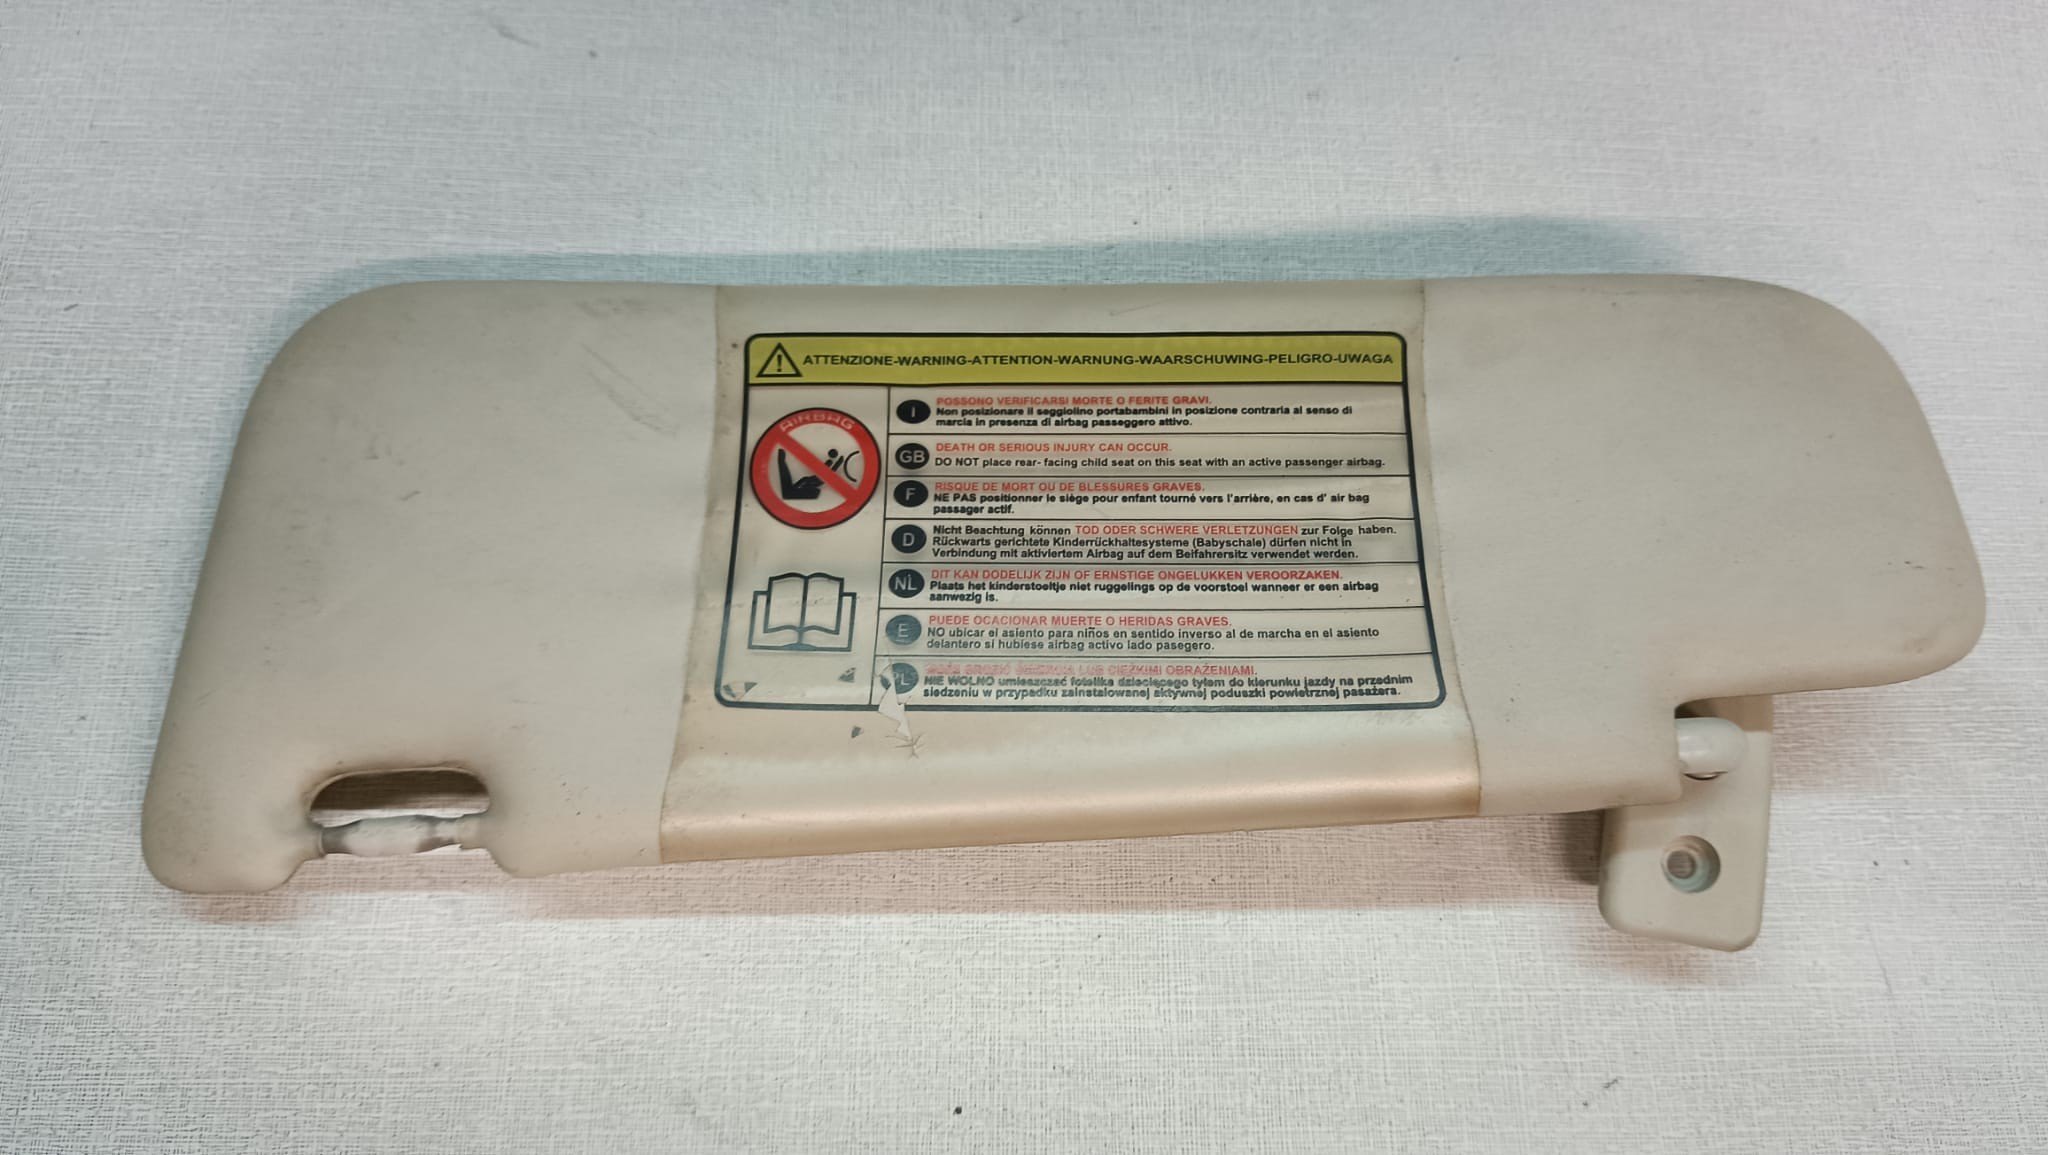 ATTENZIONE-WARNING-ATTENTION-WARNUNG-WAARSCHUWING-PELIGRO-UWAGA
AIRBAG
I
POSSONO VERIFICARSI MORTE O FERITE GRAVI.
Non posizionare il seggiolino portabambini in posizione contraria al senso di
marcia in presenza di airbag passeggero attivo.
GB
DEATH OR SERIOUS INJURY CAN OCCUR.
DO NOT place rear- facing child seat on this seat with an active passenger airbag.
F
RISQUE DE MORT OU DE BLESSURES GRAVES.
NE PAS positionner le siège pour enfant tourné vers l'arrière, en cas d' air bag
passager actif.
D
Nicht Beachtung können TOD ODER SCHWERE VERLETZUNGEN zur Folge haben.
Rückwarts gerichtete Kinderrückhaltesysteme (Babyschale) dürfen nicht in
Verbindung mit aktiviertem Airbag auf dem Beifahrersitz verwendet werden.
NL
DIT KAN DODELIJK ZIJN OF ERNSTIGE ONGELUKKEN VEROORZAKEN.
Plaats het kinderstoeltje niet ruggelings op de voorstoel wanneer er een airbag
aanwezig is.
E
PUEDE OCACIONAR MUERTE O HERIDAS GRAVES.
NO ubicar el asiento para niños en sentido inverso al de marcha en el asiento
delantero si hubiese airbag activo lado pasegero.
PL
LUB CIĘŻKIMI OBRAŻENIAMI.
NIE WOLNO umieszczać fotelika dziecięcego tyłem do kierunku jazdy na przednim
siedzeniu w przypadku zainstalowanej aktywnej poduszki powietrznej pasażera.